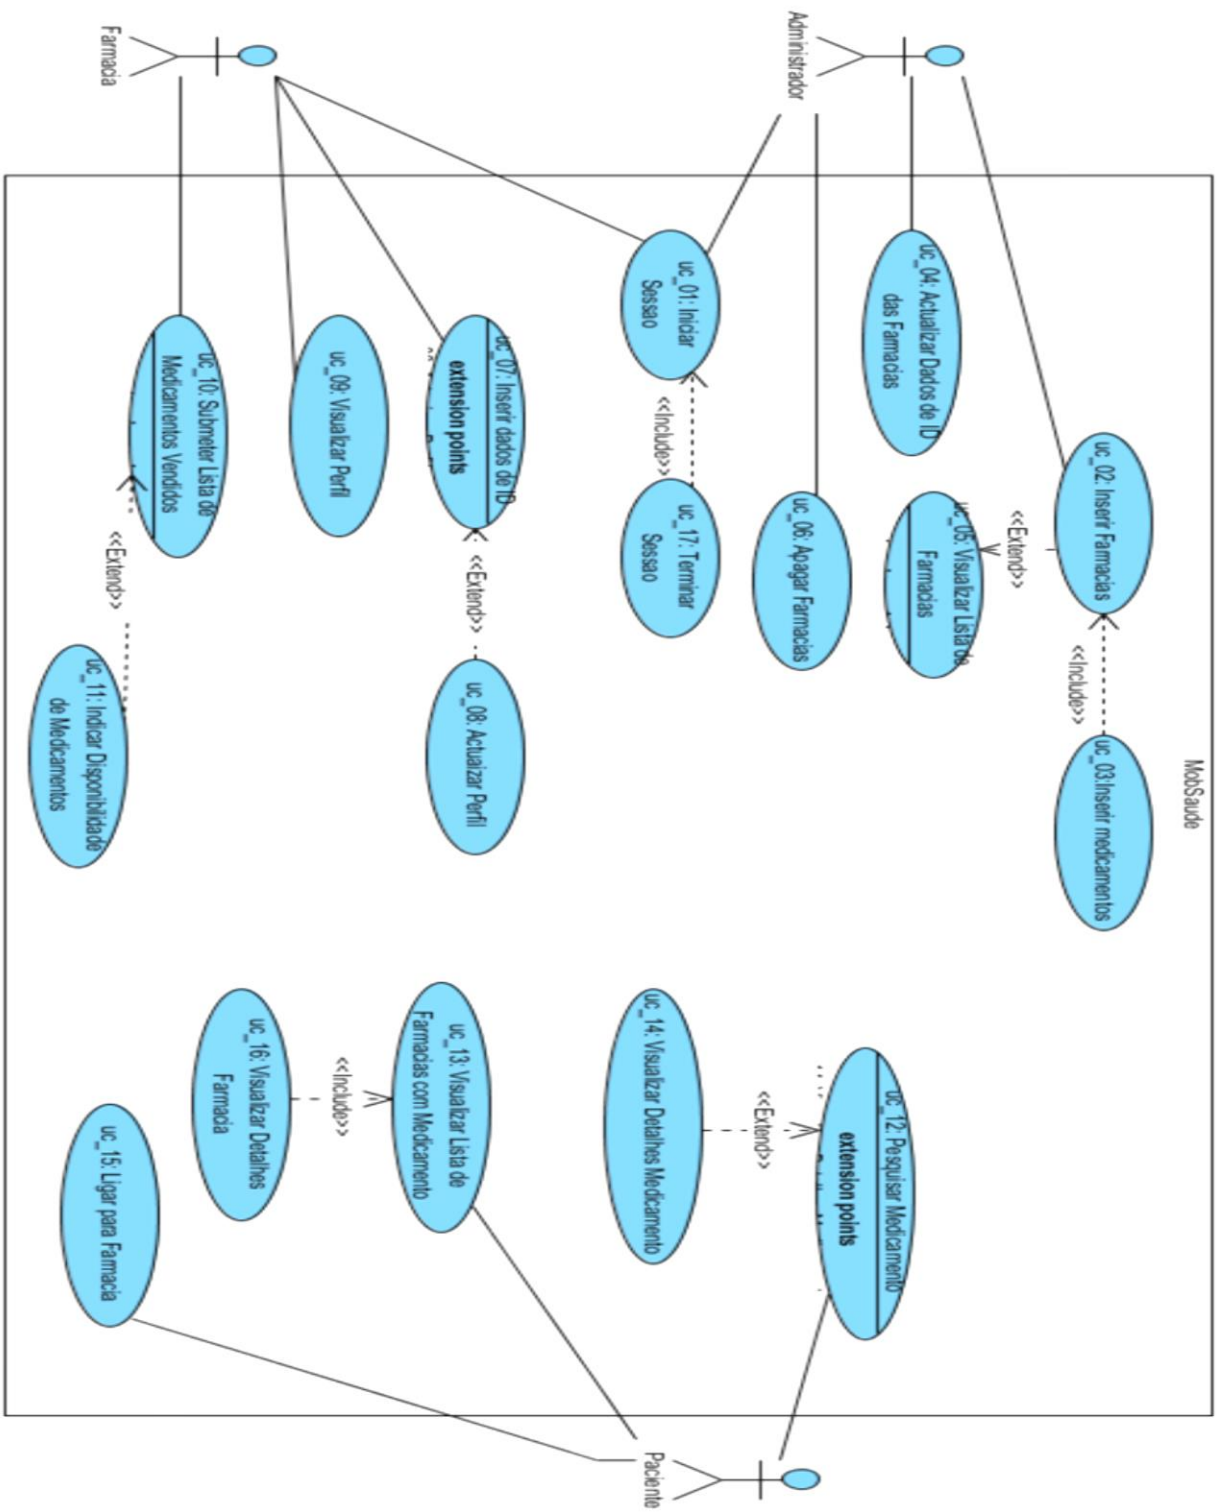 MobSaude
Administrador
uc_02: Inserir Farmacias
<<Include>>
uc_03:Inserir medicamentos
<<Extend>>
uc_04: Actualizar Dados de ID
das Farmacias
uc_05: Visualizar Lista de
Farmacias
uc_06: Apagar Farmacias
uc_01: Iniciar
Sessao
<<Include>>
uc_17: Terminar
Sessao
uc_12: Pesquisar Medicamento
extension points
<<Extend>>
uc_14: Visualizar Detalhes Medicamento
Paciente
uc_07: Inserir dados de ID
extension points
<<Extend>>
uc_08: Actuaizar Perfil
uc_13: Visualizar Lista de
Farmacias com Medicamento
<<Include>>
uc_09: Visualizar Perfil
uc_16: Visualizar Detalhes
Farmacia
Farmacia
uc_10: Submeter Lista de
Medicamentos Vendidos
<<Extend>>
uc_11: Indicar Disponibilidade
de Medicamentos
uc_15: Ligar para Farmacia